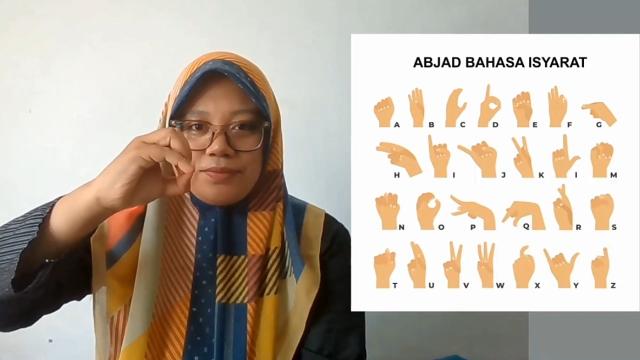 ABJAD BAHASA ISYARAT
A B C D E F G
H I J K L M
N O P Q R S
T U V W X Y Z